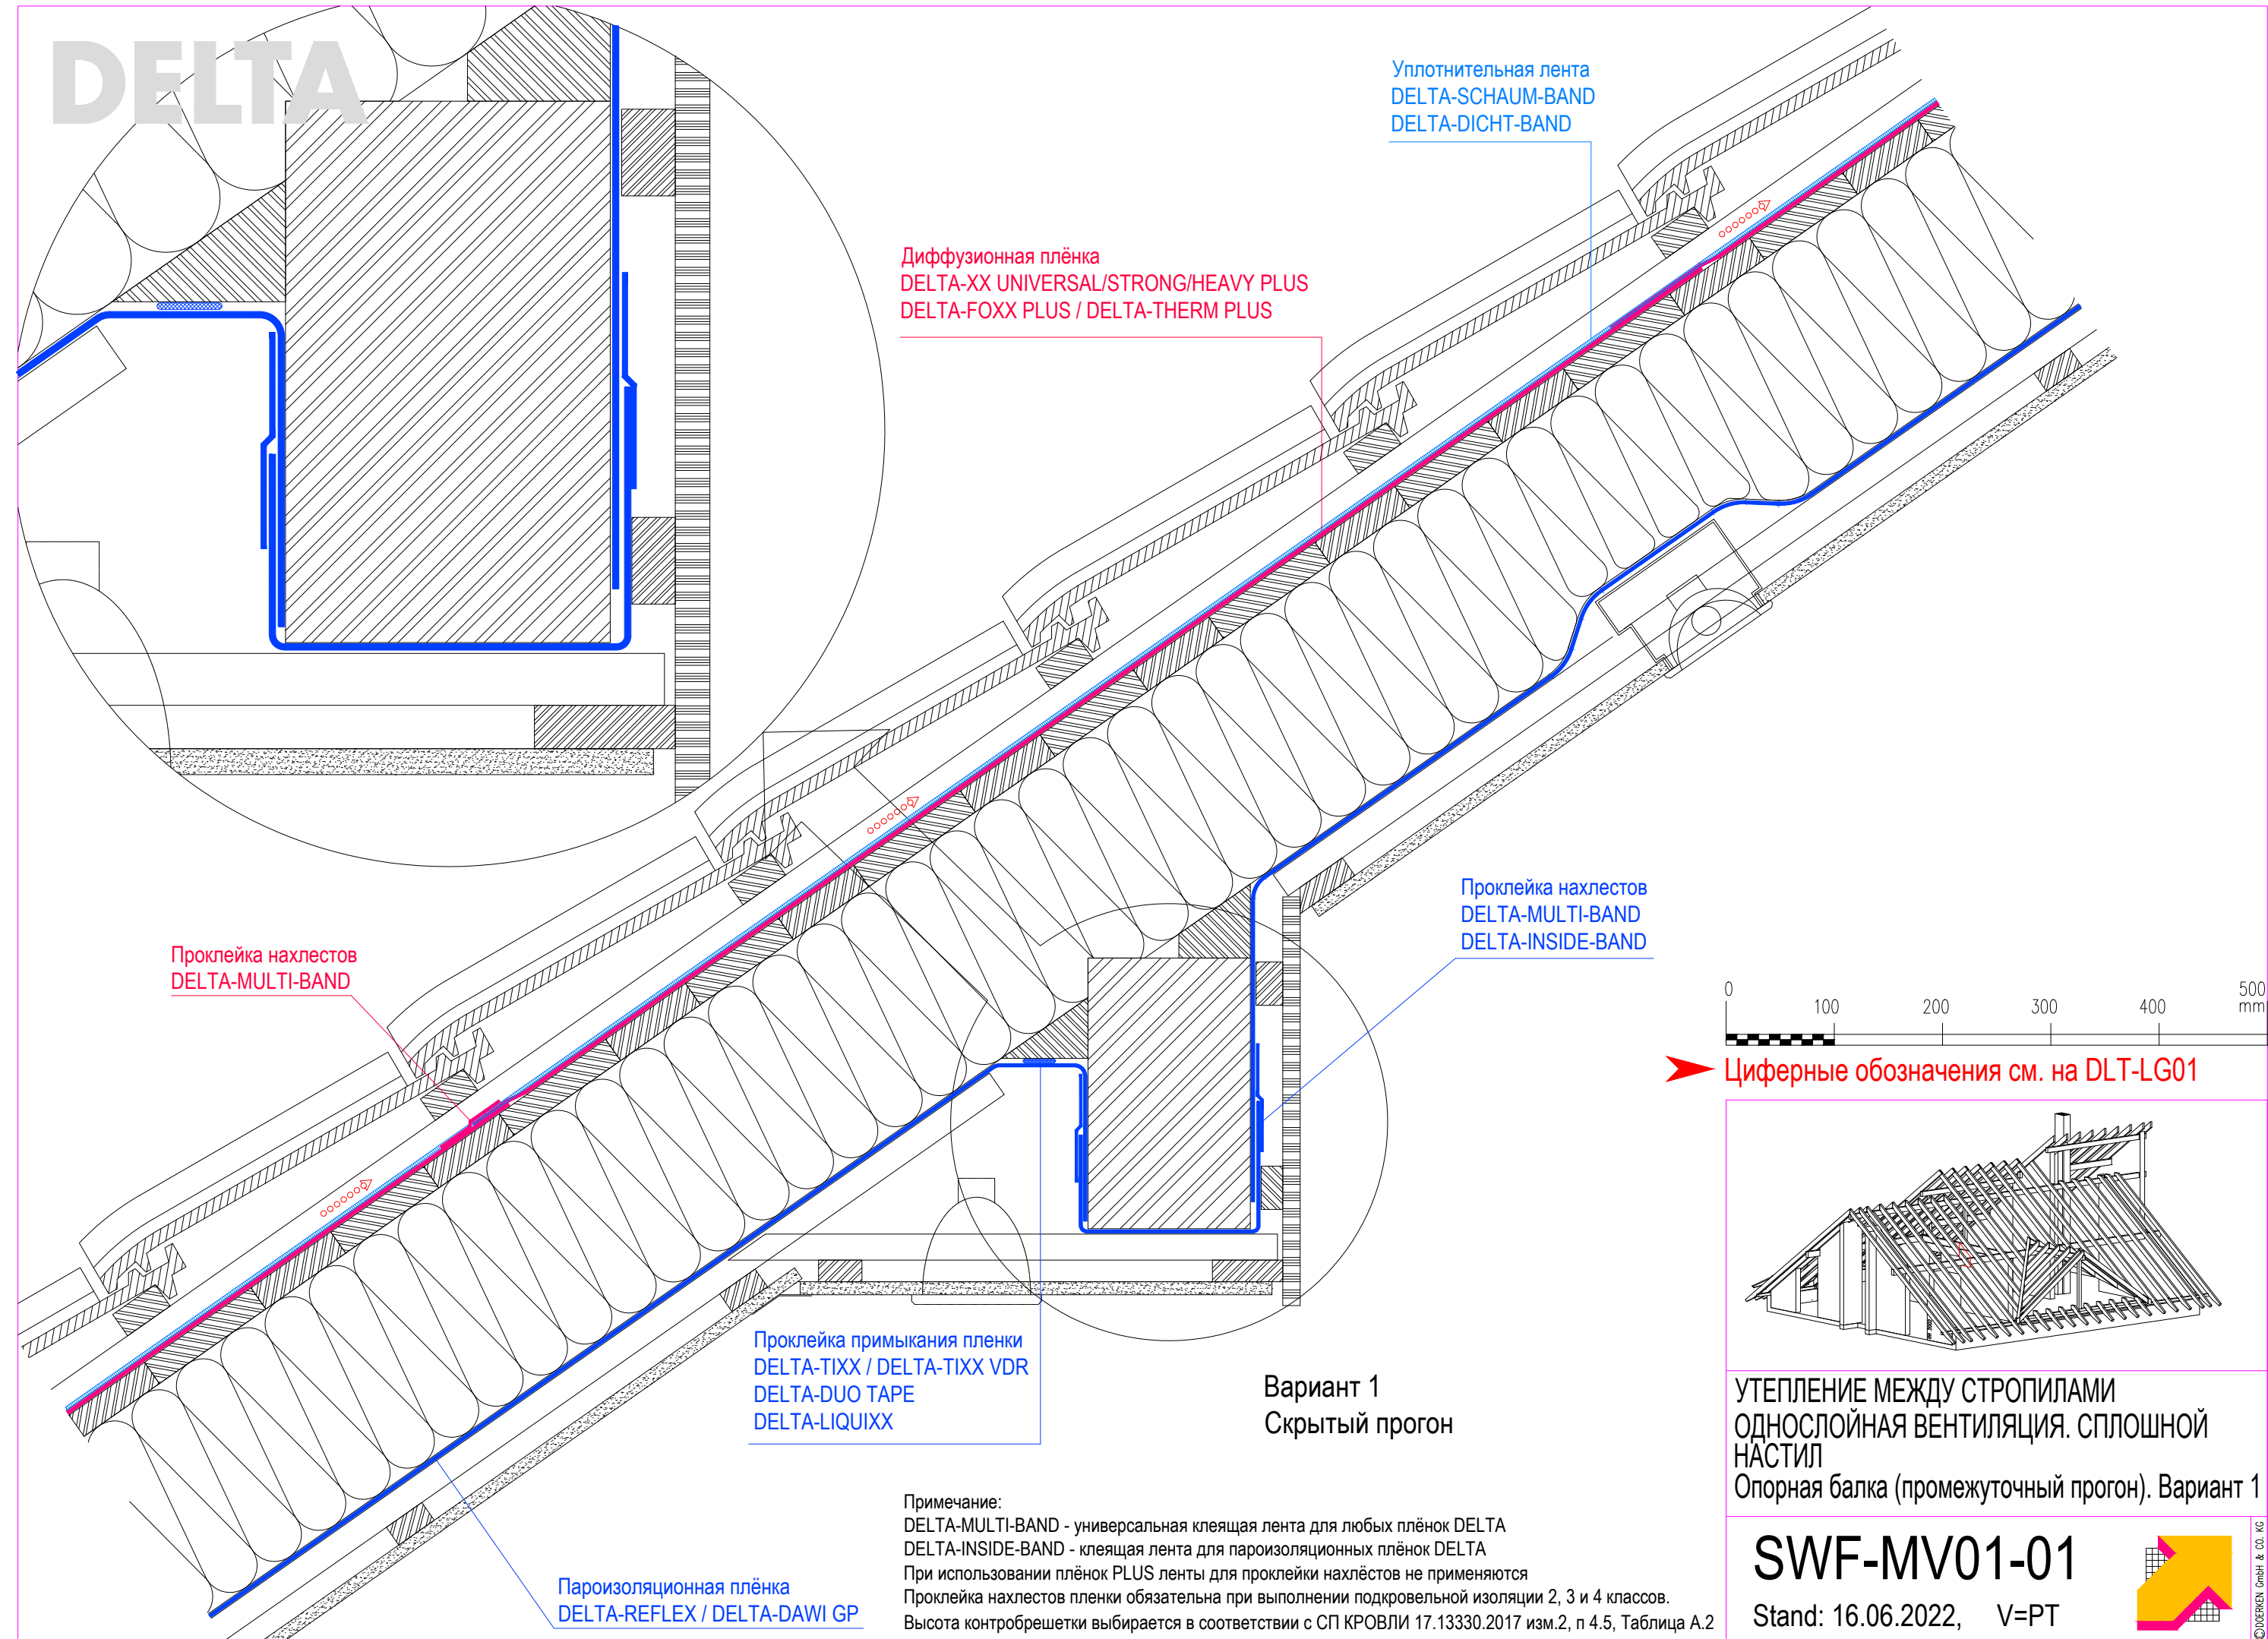 DELTA
Уплотнительная лента
DELTA-SCHAUM-BAND
DELTA-DICHT-BAND
Диффузионная плёнка
DELTA-XX UNIVERSAL/STRONG/HEAVY PLUS
DELTA-FOXX PLUS / DELTA-THERM PLUS
Проклейка нахлестов
DELTA-MULTI-BAND
DELTA-INSIDE-BAND
Проклейка нахлестов
DELTA-MULTI-BAND
0 100 200 300 400 500
mm
Циферные обозначения см. на DLT-LG01
Проклейка примыкания пленки
DELTA-TIXX / DELTA-TIXX VDR
DELTA-DUO TAPE
DELTA-LIQUIXX
Вариант 1
Скрытый прогон
Пароизоляционная плёнка
DELTA-REFLEX / DELTA-DAWI GP
Примечание:
DELTA-MULTI-BAND - универсальная клеящая лента для любых плёнок DELTA
DELTA-INSIDE-BAND - клеящая лента для пароизоляционных плёнок DELTA
При использовании плёнок PLUS ленты для проклейки нахлёстов не применяются
Проклейка нахлестов пленки обязательна при выполнении подкровельной изоляции 2, 3 и 4 классов.
Высота контробрешетки выбирается в соответствии с СП КРОВЛИ 17.13330.2017 изм.2, п 4.5, Таблица А.2
УТЕПЛЕНИЕ МЕЖДУ СТРОПИЛАМИ
ОДНОСЛОЙНАЯ ВЕНТИЛЯЦИЯ. СПЛОШНОЙ
НАСТИЛ
Опорная балка (промежуточный прогон). Вариант 1
SWF-MV01-01
Stand: 16.06.2022, V=PT
©DOERKEN GmbH & CO. KG